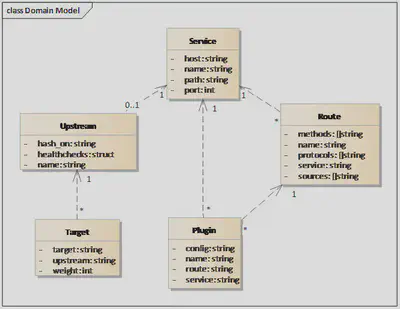 class Domain Model
Service
- host: string
- name: string
- path: string
- port: int
0..1
1
1
1
Upstream
- hash_on: string
- healthchecks: struct
- name: string
Route
- methods: []string
- name: string
- protocols: []string
- service: string
- sources: []string
*
1
1
*
*
*
Target
- target: string
- upstream: string
- weight: int
Plugin
- config: string
- name: string
- route: string
- service: string